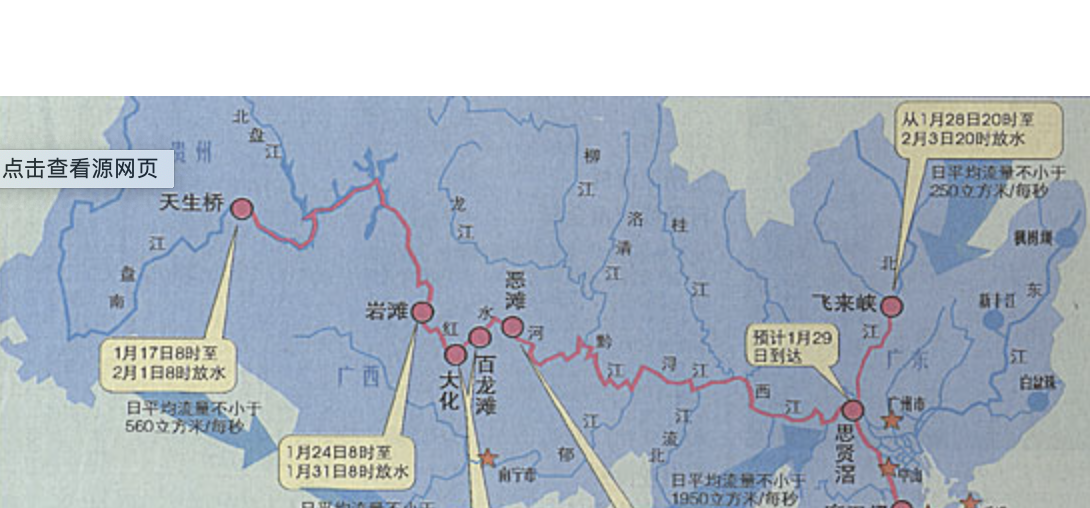 从1月28日20时至
2月3日20时放水
日平均流量不小于
250立方米/每秒
北
盘
江
贵州
点击查看源网页
天生桥
江
盘
南
柳
江
龙
江
洛
清
江
桂
江
北
江
飞来峡
枫树坝
新丰江
东
江
白盆珠
广东
岩滩
恶滩
红
水
河
大化
百龙滩
黔
江
浔
江
西
江
预计1月29
日到达
1月17日8时至
2月1日8时放水
日平均流量不小于
560立方米/每秒
广西
1月24日8时至
1月31日8时放水
南宁市
江
郁
江
流
北
广州市
思贤滘
中山
日平均流量不小于
1950立方米/每秒